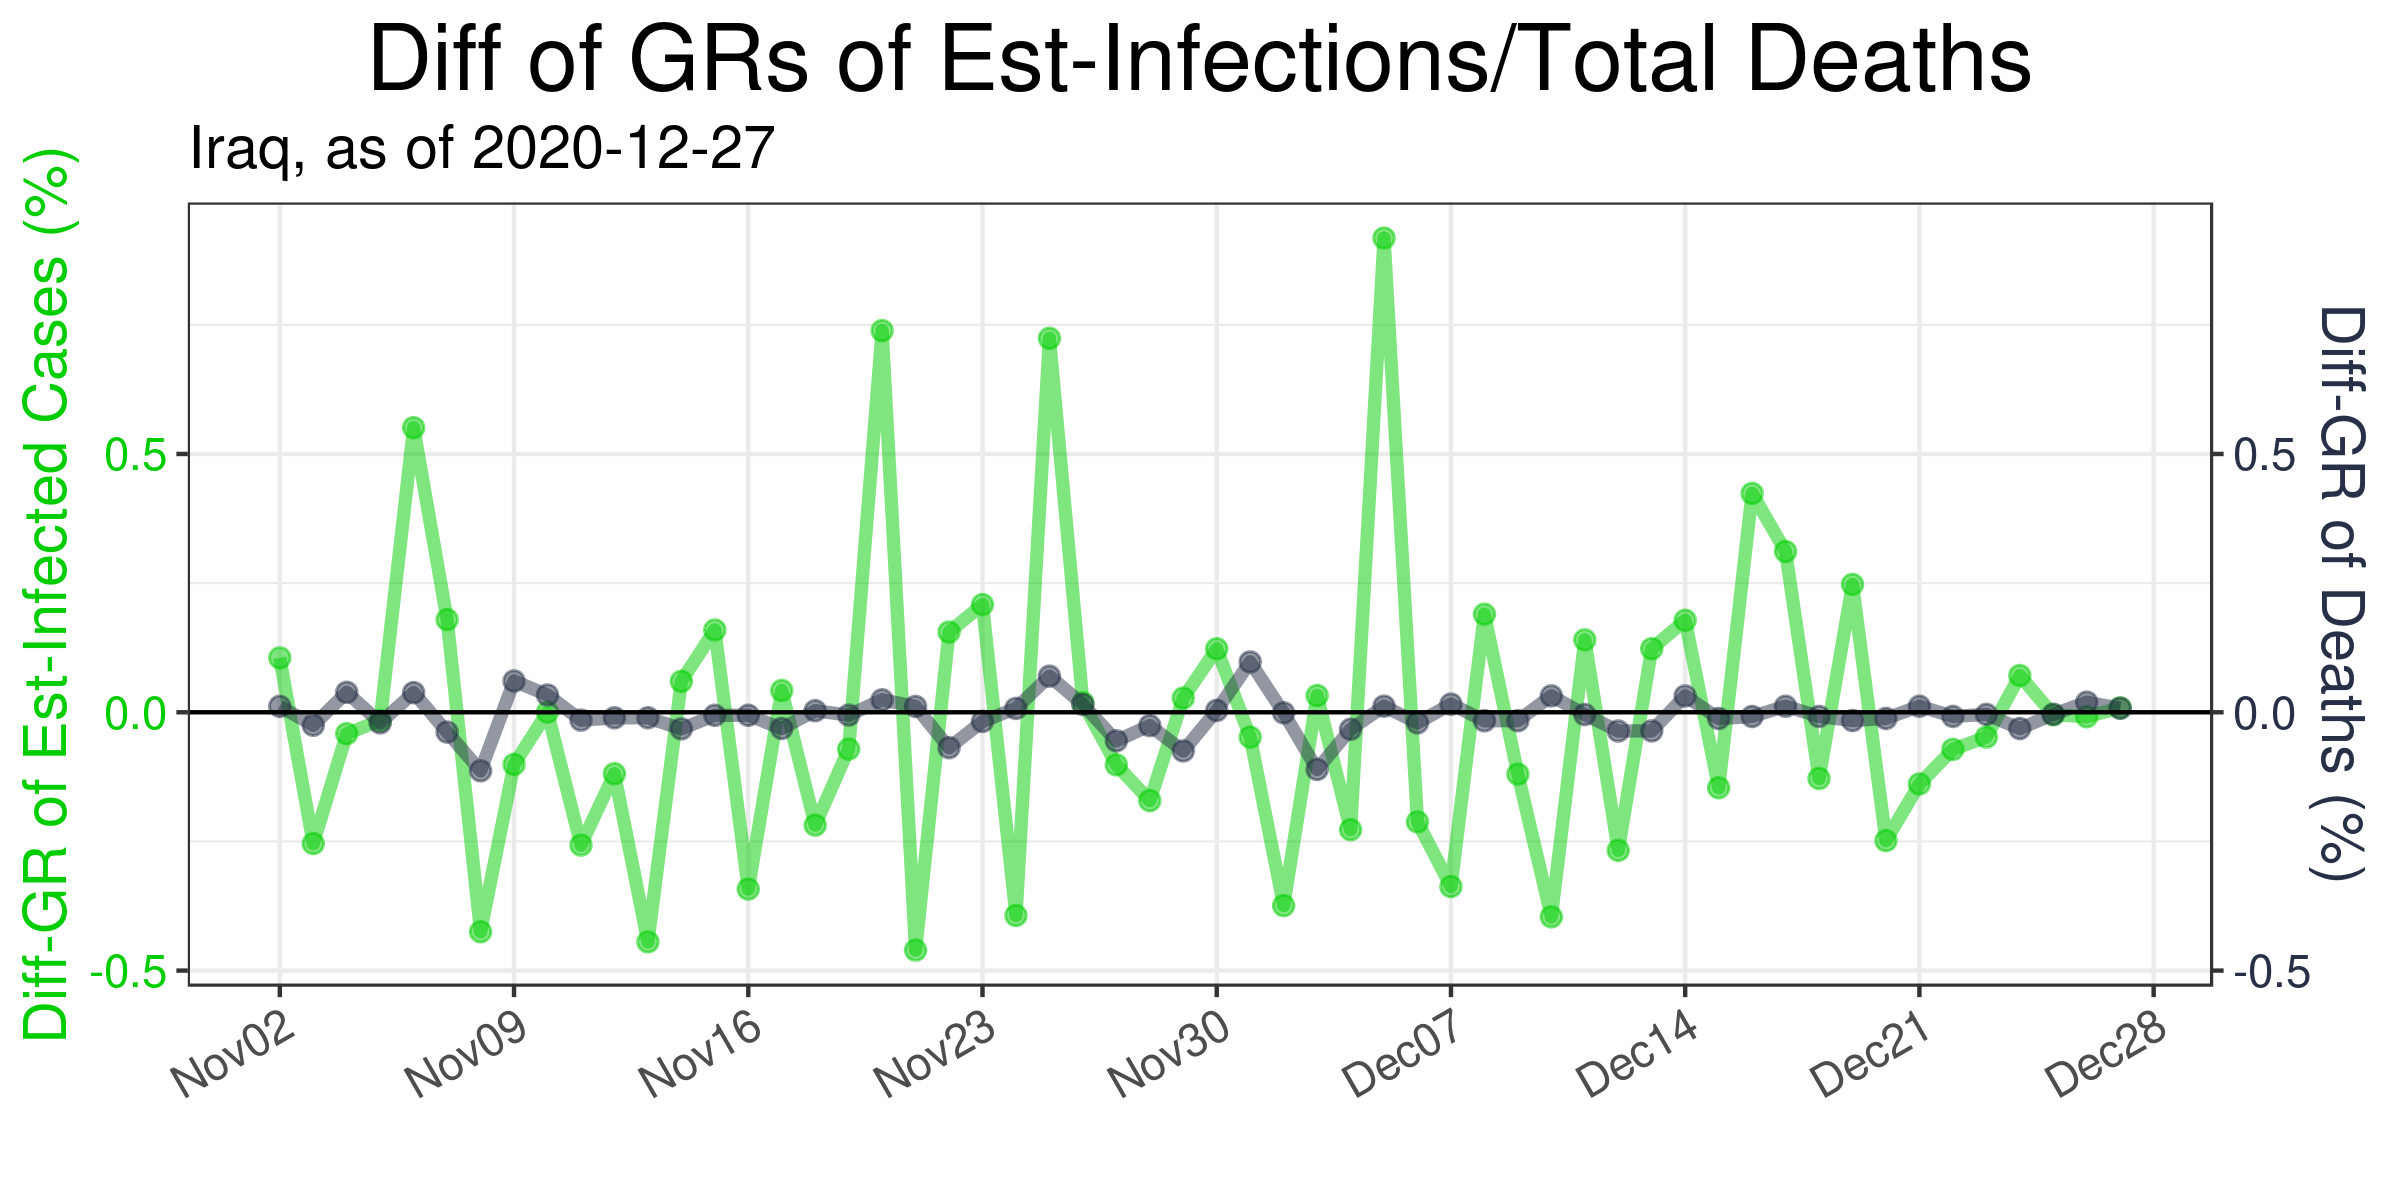 Diff of GRs of Est-Infections/Total Deaths
Iraq, as of 2020-12-27
Diff-GR of Est-Infected Cases (%)
0.5
0.0
-0.5
0.5
0.0
-0.5
Diff-GR of Deaths (%)
Nov02
Nov09
Nov16
Nov23
Nov30
Dec07
Dec14
Dec21
Dec28